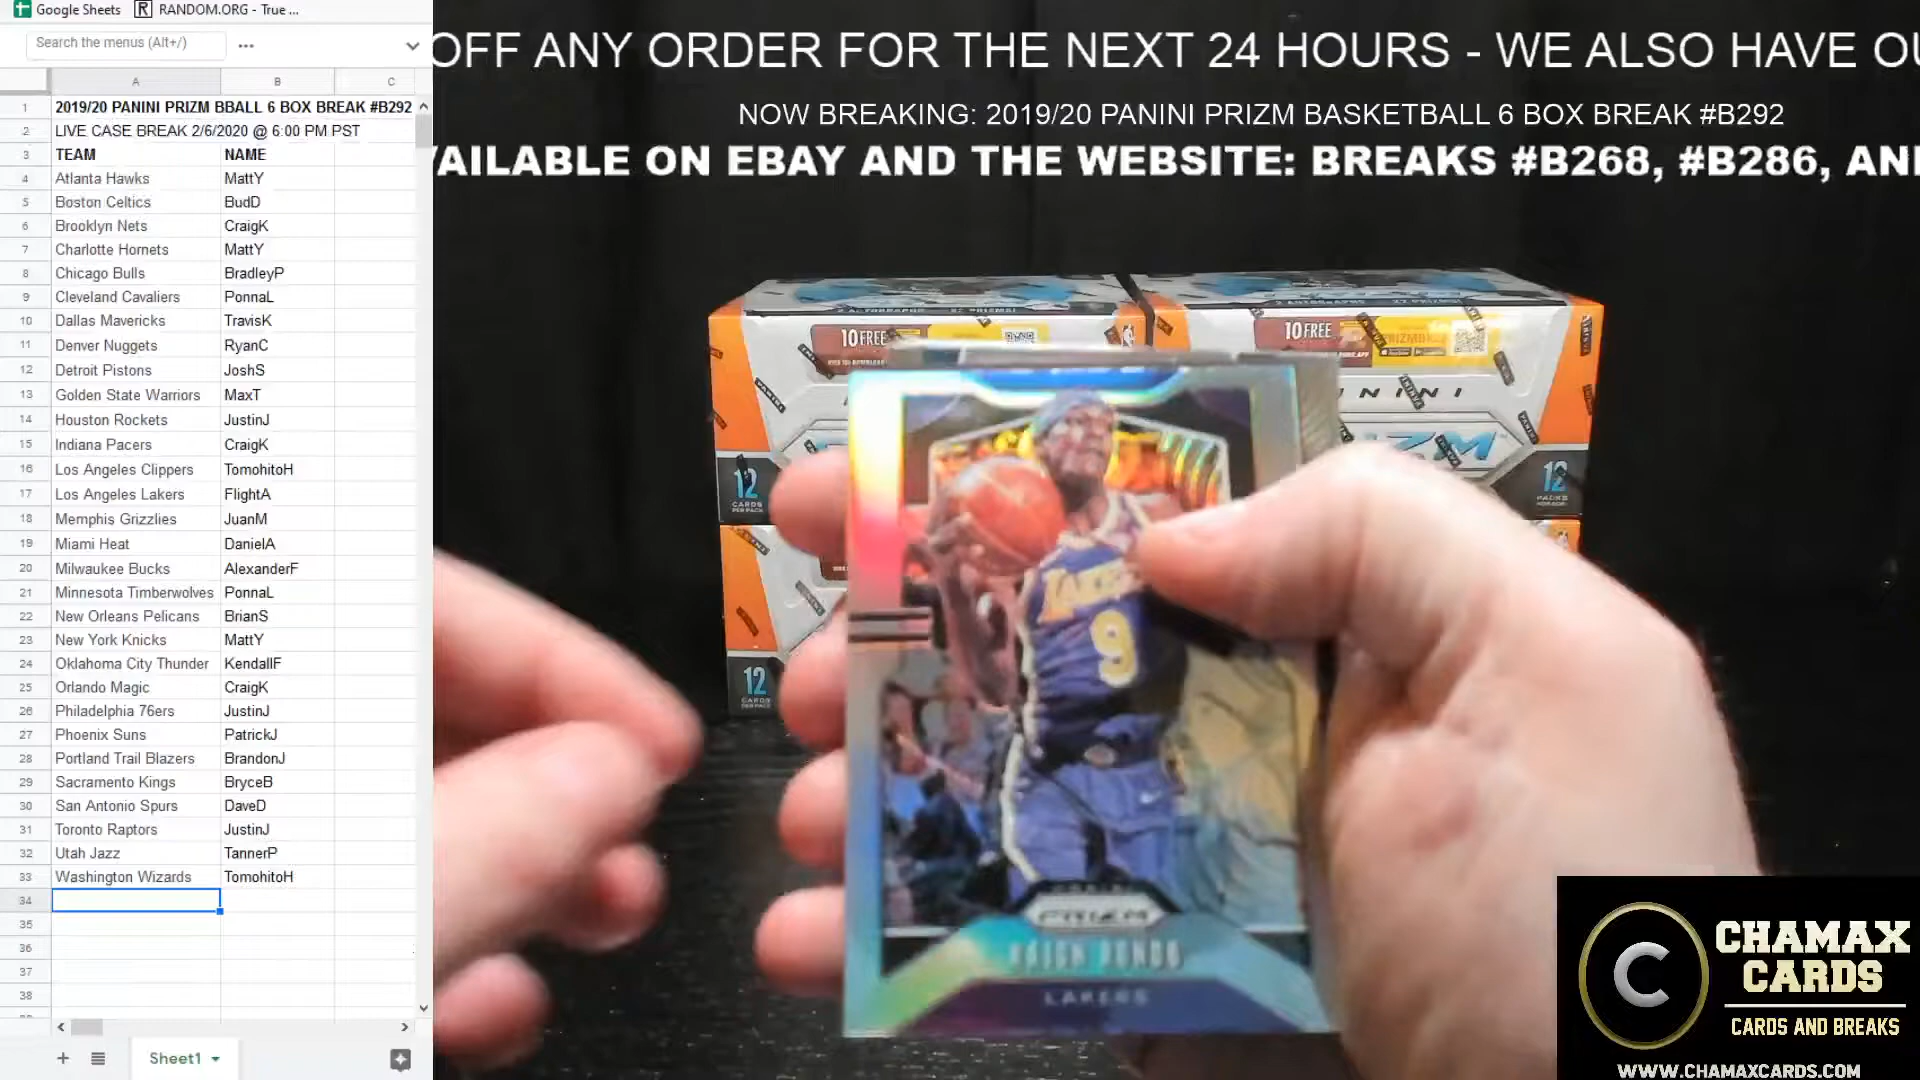 Google Sheets RANDOM.ORG - True ...
Search the menus (Alt+/)
A B C
1 2019/20 PANINI PRIZM BBALL 6 BOX BREAK #B292
2 LIVE CASE BREAK 2/6/2020 @ 6:00 PM PST
3 TEAM NAME
4 Atlanta Hawks MattY
5 Boston Celtics BudD
6 Brooklyn Nets CraigK
7 Charlotte Hornets MattY
8 Chicago Bulls BradleyP
9 Cleveland Cavaliers PonnaL
10 Dallas Mavericks TravisK
11 Denver Nuggets RyanC
12 Detroit Pistons JoshS
13 Golden State Warriors MaxT
14 Houston Rockets JustinJ
15 Indiana Pacers CraigK
16 Los Angeles Clippers TomohitoH
17 Los Angeles Lakers FlightA
18 Memphis Grizzlies JuanM
19 Miami Heat DanielA
20 Milwaukee Bucks AlexanderF
21 Minnesota Timberwolves PonnaL
22 New Orleans Pelicans BrianS
23 New York Knicks MattY
24 Oklahoma City Thunder KendallF
25 Orlando Magic CraigK
26 Philadelphia 76ers JustinJ
27 Phoenix Suns PatrickJ
28 Portland Trail Blazers BrandonJ
29 Sacramento Kings BryceB
30 San Antonio Spurs DaveD
31 Toronto Raptors JustinJ
32 Utah Jazz TannerP
33 Washington Wizards TomohitoH
34
35
36
37
38
Sheet1
OFF ANY ORDER FOR THE NEXT 24 HOURS - WE ALSO HAVE OU
NOW BREAKING: 2019/20 PANINI PRIZM BASKETBALL 6 BOX BREAK #B292
AILABLE ON EBAY AND THE WEBSITE: BREAKS #B268, #B286, AN
10 FREE
10 FREE
12
CARDS
PER PACK
12
PACKS
12
CARDS
PER PACK
LAKERS
9
PRIZM
RAJON RONDO
LAKERS
C
CHAMAX
CARDS
CARDS AND BREAKS
WWW.CHAMAXCARDS.COM